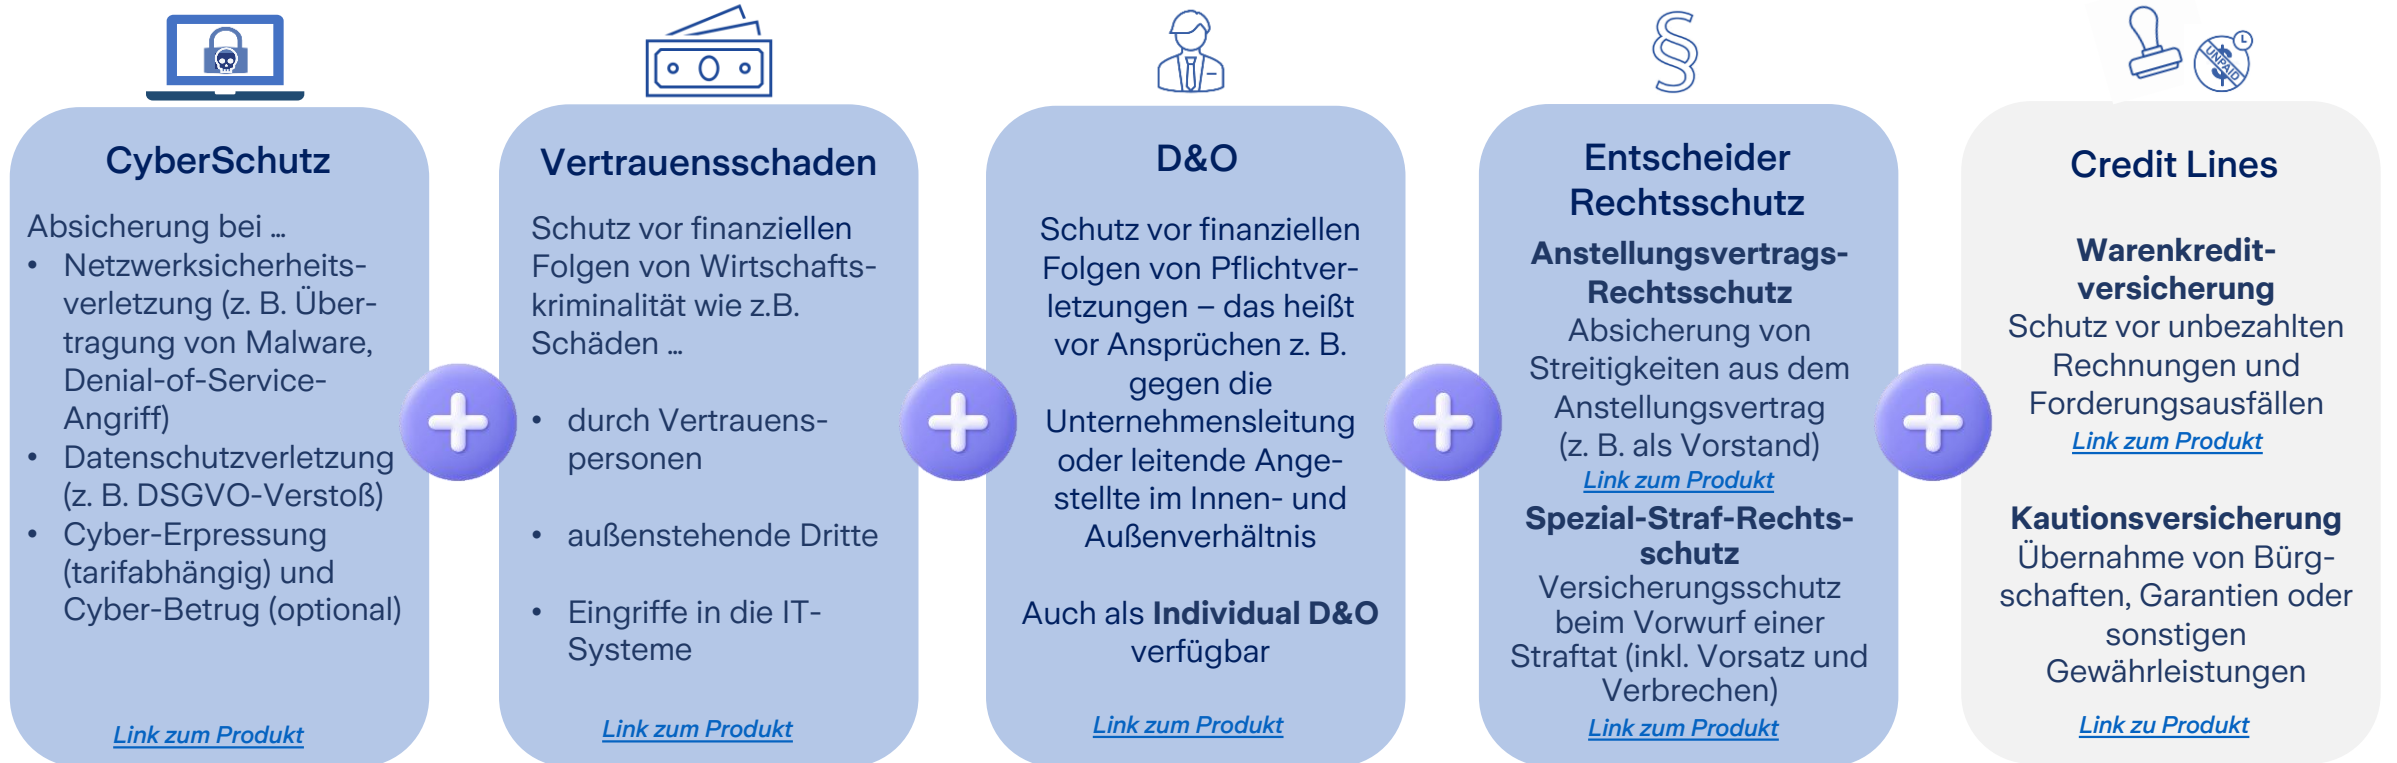 UNPAID
CyberSchutz
Absicherung bei ...
• Netzwerksicherheits-
verletzung (z. B. Über-
tragung von Malware,
Denial-of-Service-
Angriff)
• Datenschutzverletzung
(z. B. DSGVO-Verstoß)
• Cyber-Erpressung
(tarifabhängig) und
Cyber-Betrug (optional)
Link zum Produkt
Vertrauensschaden
Schutz vor finanziellen
Folgen von Wirtschafts-
kriminalität wie z.B.
Schäden ...
• durch Vertrauens-
personen
• außenstehende Dritte
• Eingriffe in die IT-
Systeme
Link zum Produkt
D&O
Schutz vor finanziellen
Folgen von Pflichtver-
letzungen – das heißt
vor Ansprüchen z. B.
gegen die
Unternehmensleitung
oder leitende Ange-
stellte im Innen- und
Außenverhältnis
Auch als Individual D&O
verfügbar
Link zum Produkt
§
Entscheider
Rechtsschutz
Anstellungsvertrags-
Rechtsschutz
Absicherung von
Streitigkeiten aus dem
Anstellungsvertrag
(z. B. als Vorstand)
Link zum Produkt
Spezial-Straf-Rechts-
schutz
Versicherungsschutz
beim Vorwurf einer
Straftat (inkl. Vorsatz und
Verbrechen)
Link zum Produkt
Credit Lines
Warenkredit-
versicherung
Schutz vor unbezahlten
Rechnungen und
Forderungsausfällen
Link zum Produkt
Kautionsversicherung
Übernahme von Bürg-
schaften, Garantien oder
sonstigen
Gewährleistungen
Link zu Produkt